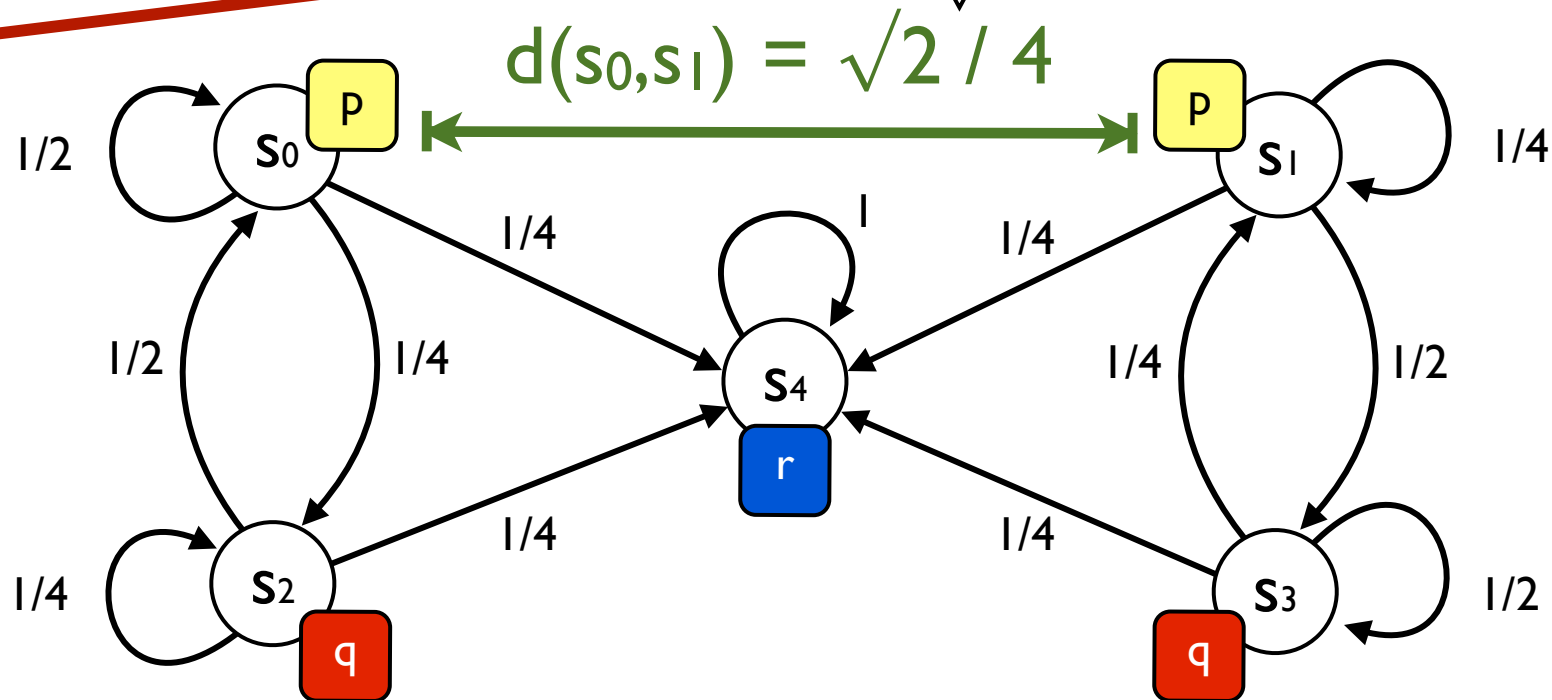 d(s₀,s₁) = √2 / 4
p
p
1/2
s₀
s₁
1/4
1
1/4
1/4
1/2
1/4
s₄
1/4
1/2
r
1/4
1/4
1/4
s₂
s₃
1/2
q
q